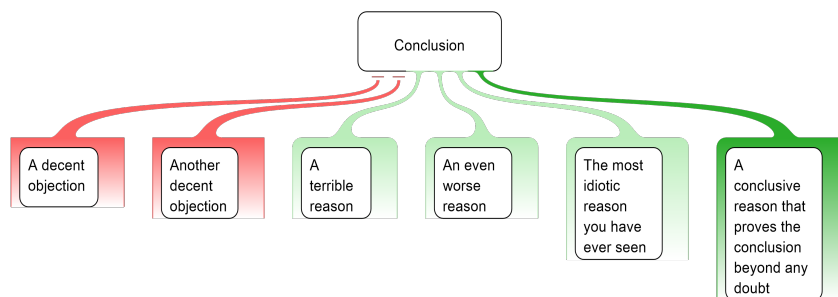 Conclusion
A decent
objection
Another
decent
objection
A
terrible
reason
An even
worse
reason
The most
idiotic
reason
you have
ever seen
A
conclusive
reason that
proves the
conclusion
beyond any
doubt